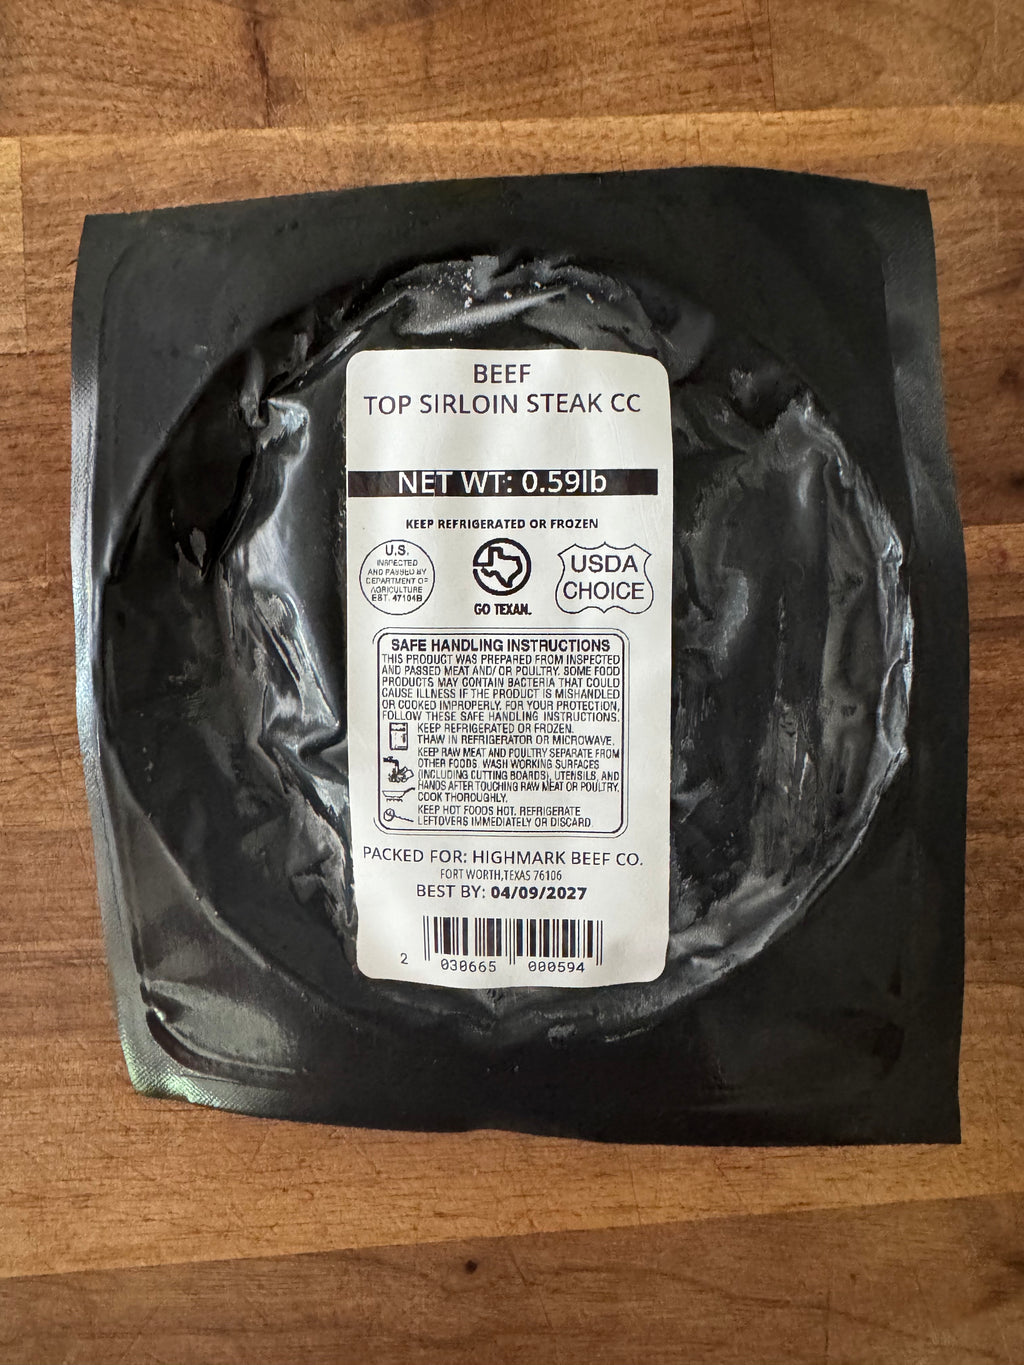 BEEF
TOP SIRLOIN STEAK CC
NET WT: 0.59lb
KEEP REFRIGERATED OR FROZEN
U.S.
INSPECTED
AND PASSED BY
DEPARTMENT OF
AGRICULTURE
EST. 47104B
GO TEXAN.
USDA
CHOICE
SAFE HANDLING INSTRUCTIONS
THIS PRODUCT WAS PREPARED FROM INSPECTED
AND PASSED MEAT AND/OR POULTRY. SOME FOOD
PRODUCTS MAY CONTAIN BACTERIA THAT COULD
CAUSE ILLNESS IF THE PRODUCT IS MISHANDLED
OR COOKED IMPROPERLY. FOR YOUR PROTECTION,
FOLLOW THESE SAFE HANDLING INSTRUCTIONS.
KEEP REFRIGERATED OR FROZEN.
THAW IN REFRIGERATOR OR MICROWAVE.
KEEP RAW MEAT AND POULTRY SEPARATE FROM
OTHER FOODS. WASH WORKING SURFACES
(INCLUDING CUTTING BOARDS), UTENSILS, AND
HANDS AFTER TOUCHING RAW MEAT OR POULTRY.
COOK THOROUGHLY.
KEEP HOT FOODS HOT. REFRIGERATE
LEFTOVERS IMMEDIATELY OR DISCARD.
PACKED FOR: HIGHMARK BEEF CO.
FORT WORTH,TEXAS 76106
BEST BY: 04/09/2027
2 030665 000594